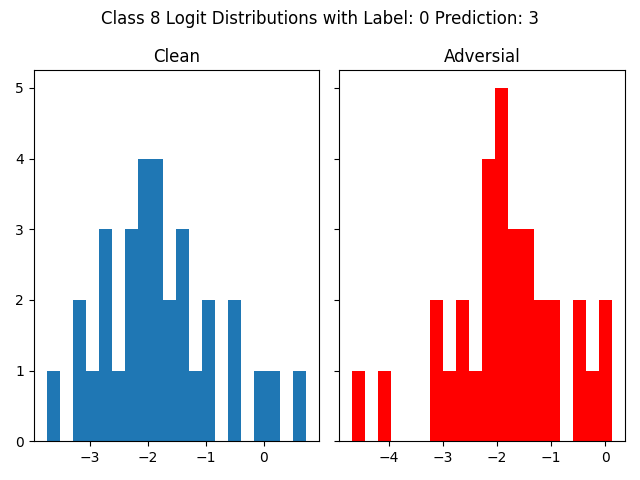 Class 8 Logit Distributions with Label: 0 Prediction: 3
Clean
Adversial
5
4
3
2
1
0
−3 −2 −1 0
−4 −3 −2 −1 0